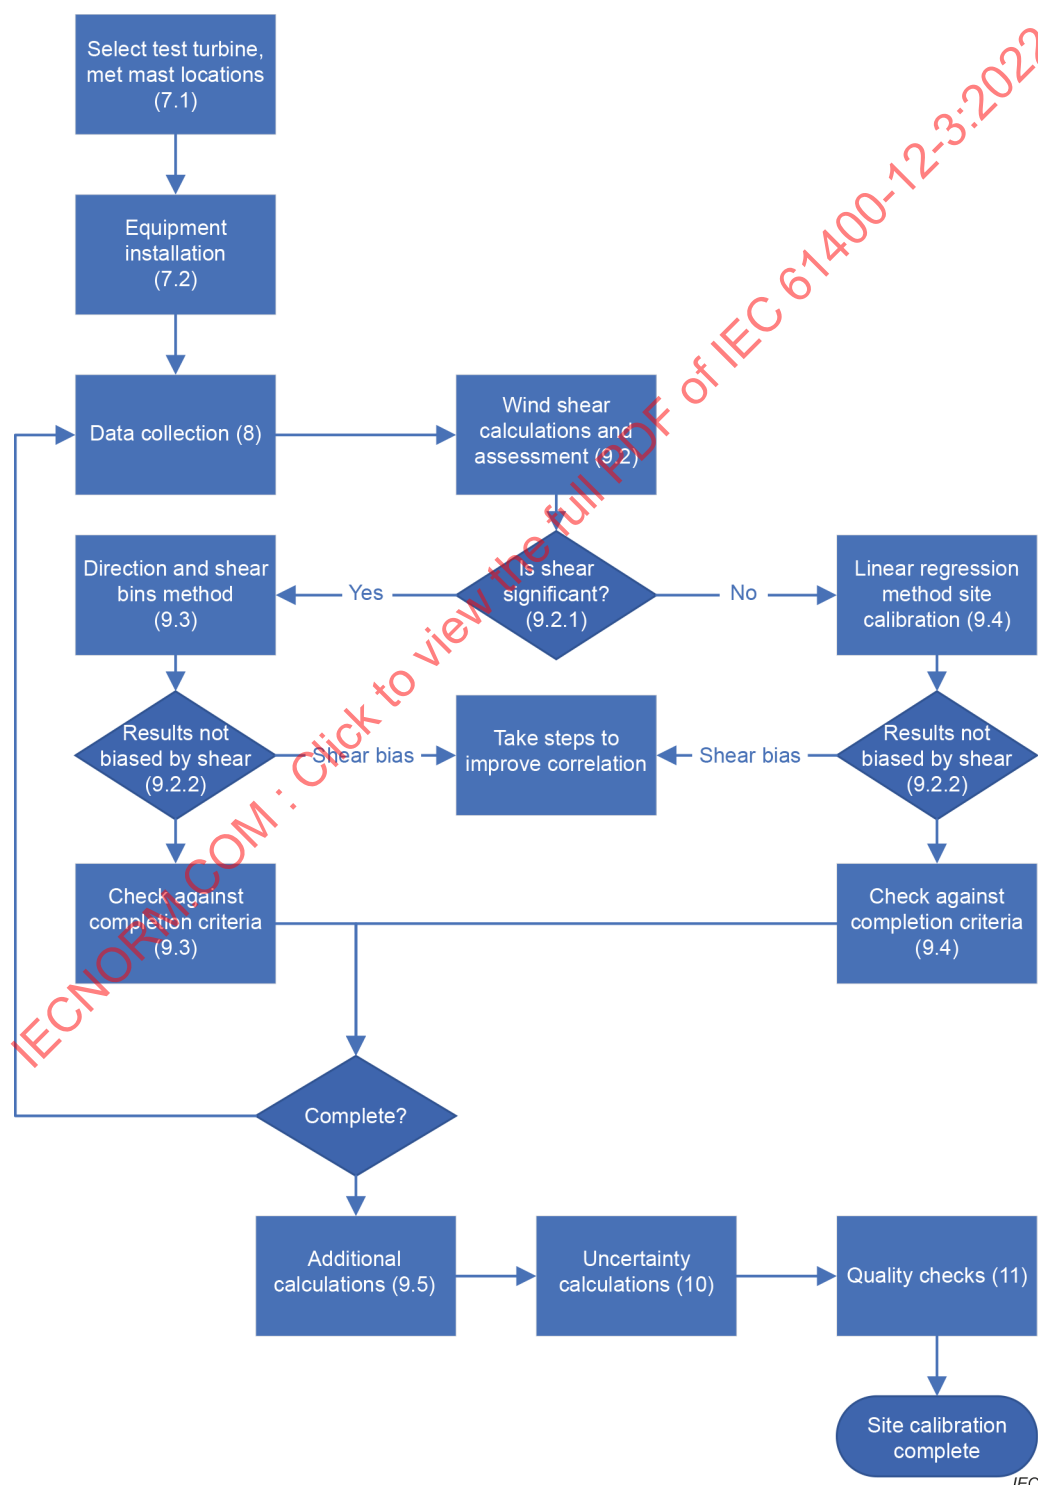 Select test turbine,
met mast locations
(7.1)
Equipment
installation
(7.2)
Data collection (8)
Wind shear
calculations and
assessment (9.2)
Direction and shear
bins method
(9.3)
Yes
Is shear
significant?
(9.2.1)
No
Linear regression
method site
calibration (9.4)
Results not
biased by shear
(9.2.2)
Shear bias
Take steps to
improve correlation
Shear bias
Results not
biased by shear
(9.2.2)
Check against
completion criteria
(9.3)
Check against
completion criteria
(9.4)
Complete?
Additional
calculations (9.5)
Uncertainty
calculations (10)
Quality checks (11)
Site calibration
complete
IEC
IECNORM.COM : Click to view the full PDF of IEC 61400-12-3:2022